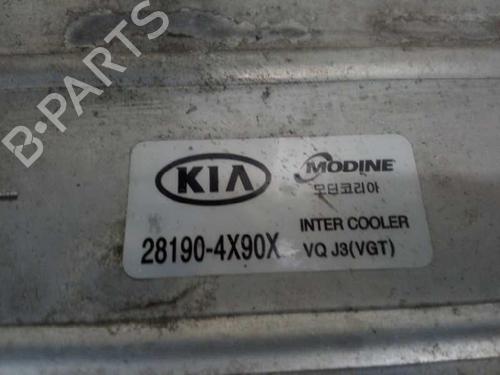 B-PARTS
KIA
MODINE
모딘코리아
INTER COOLER
28190-4X90X VQ J3(VGT)